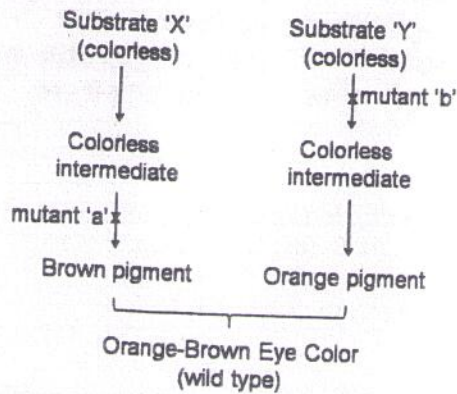 Substrate 'X'
(colorless)
Substrate 'Y'
(colorless)
mutant 'b'
Colorless
intermediate
Colorless
intermediate
mutant 'a'
Brown pigment
Orange pigment
Orange-Brown Eye Color
(wild type)